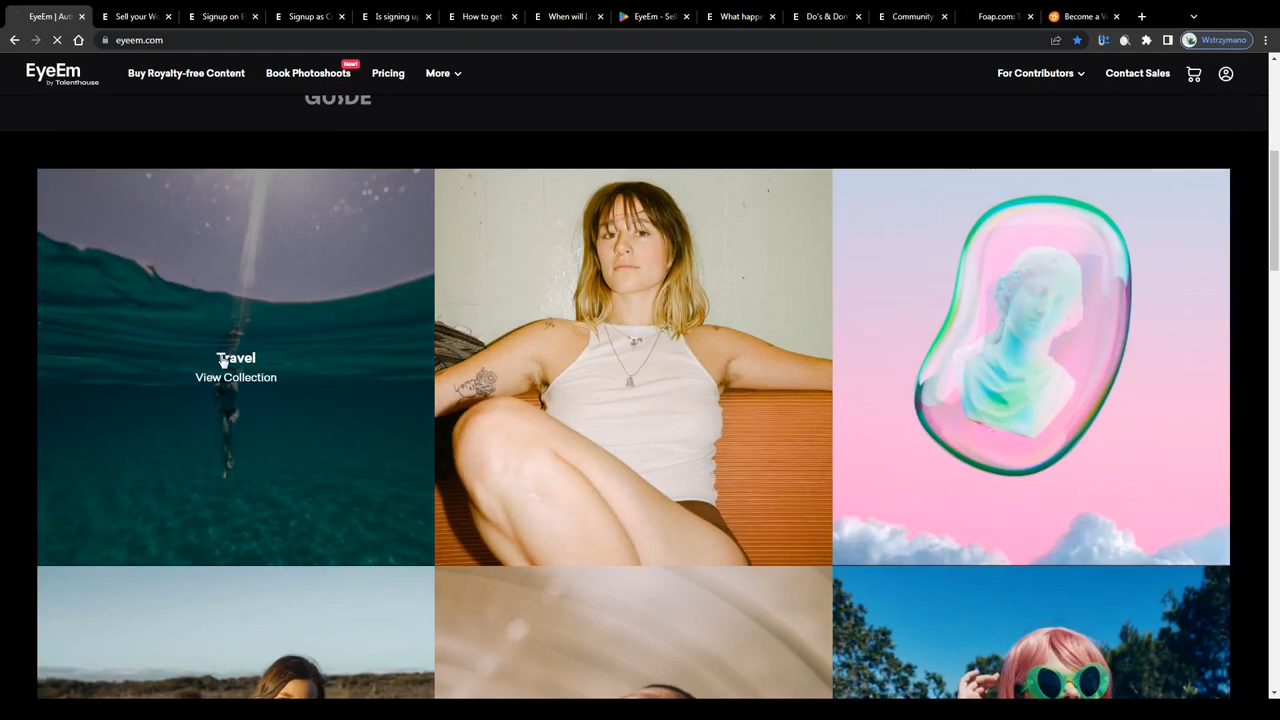 EyeEm | Aut
Sell your Wo
Signup on E
Signup as C
Is signing u
How to get
When will I
EyeEm - Sel
What happe
Do's & Don
Community
Foap.com: T
Become a V
eyeem.com
Wstrzymano
EyeEm
by Talenthouse
Buy Royalty-free Content
Book Photoshoots
New!
Pricing
More
For Contributors
Contact Sales
GUIDE
Travel
View Collection